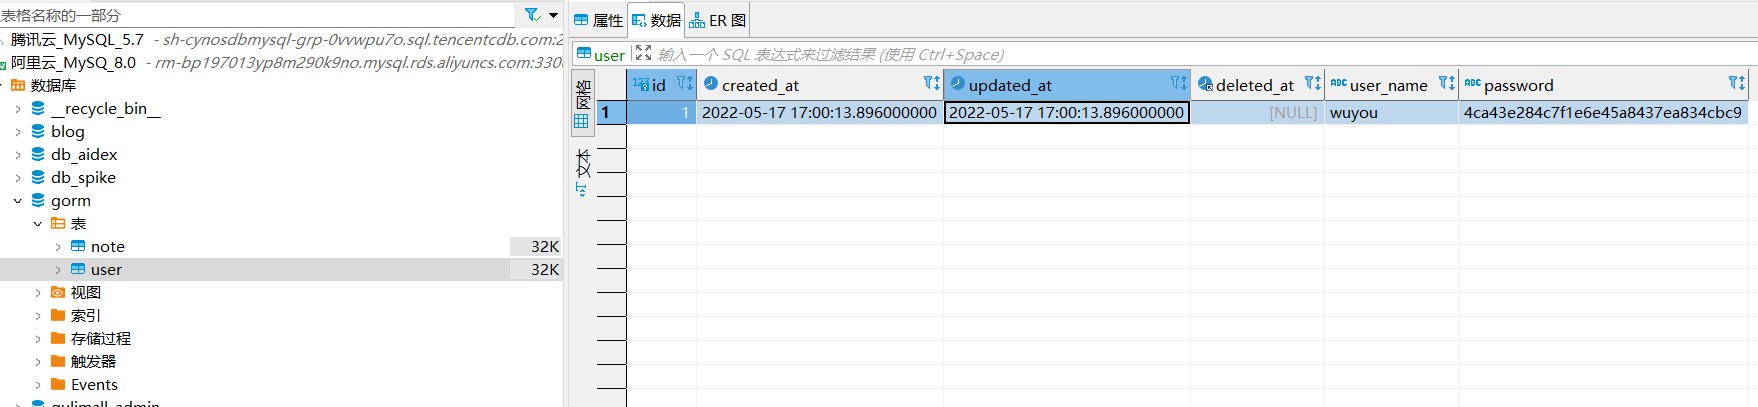 表格名称的一部分
腾讯云_MySQL_5.7 - sh-cynosdbmysql-grp-0vvwpu7o.sql.tencentcdb.com:2
阿里云_MySQ_8.0 - rm-bp197013yp8m290k9no.mysql.rds.aliyuncs.com:330
数据库
__recycle_bin__
blog
db_aidex
db_spike
gorm
表
note 32K
user 32K
视图
索引
存储过程
触发器
Events
gulimall_admin
属性 数据 ER 图
user 输入一个 SQL 表达式来过滤结果 (使用 Ctrl+Space)
网格
文本
123 id created_at updated_at deleted_at ABC user_name ABC password
1 1 2022-05-17 17:00:13.896000000 2022-05-17 17:00:13.896000000 [NULL] wuyou 4ca43e284c7f1e6e45a8437ea834cbc9